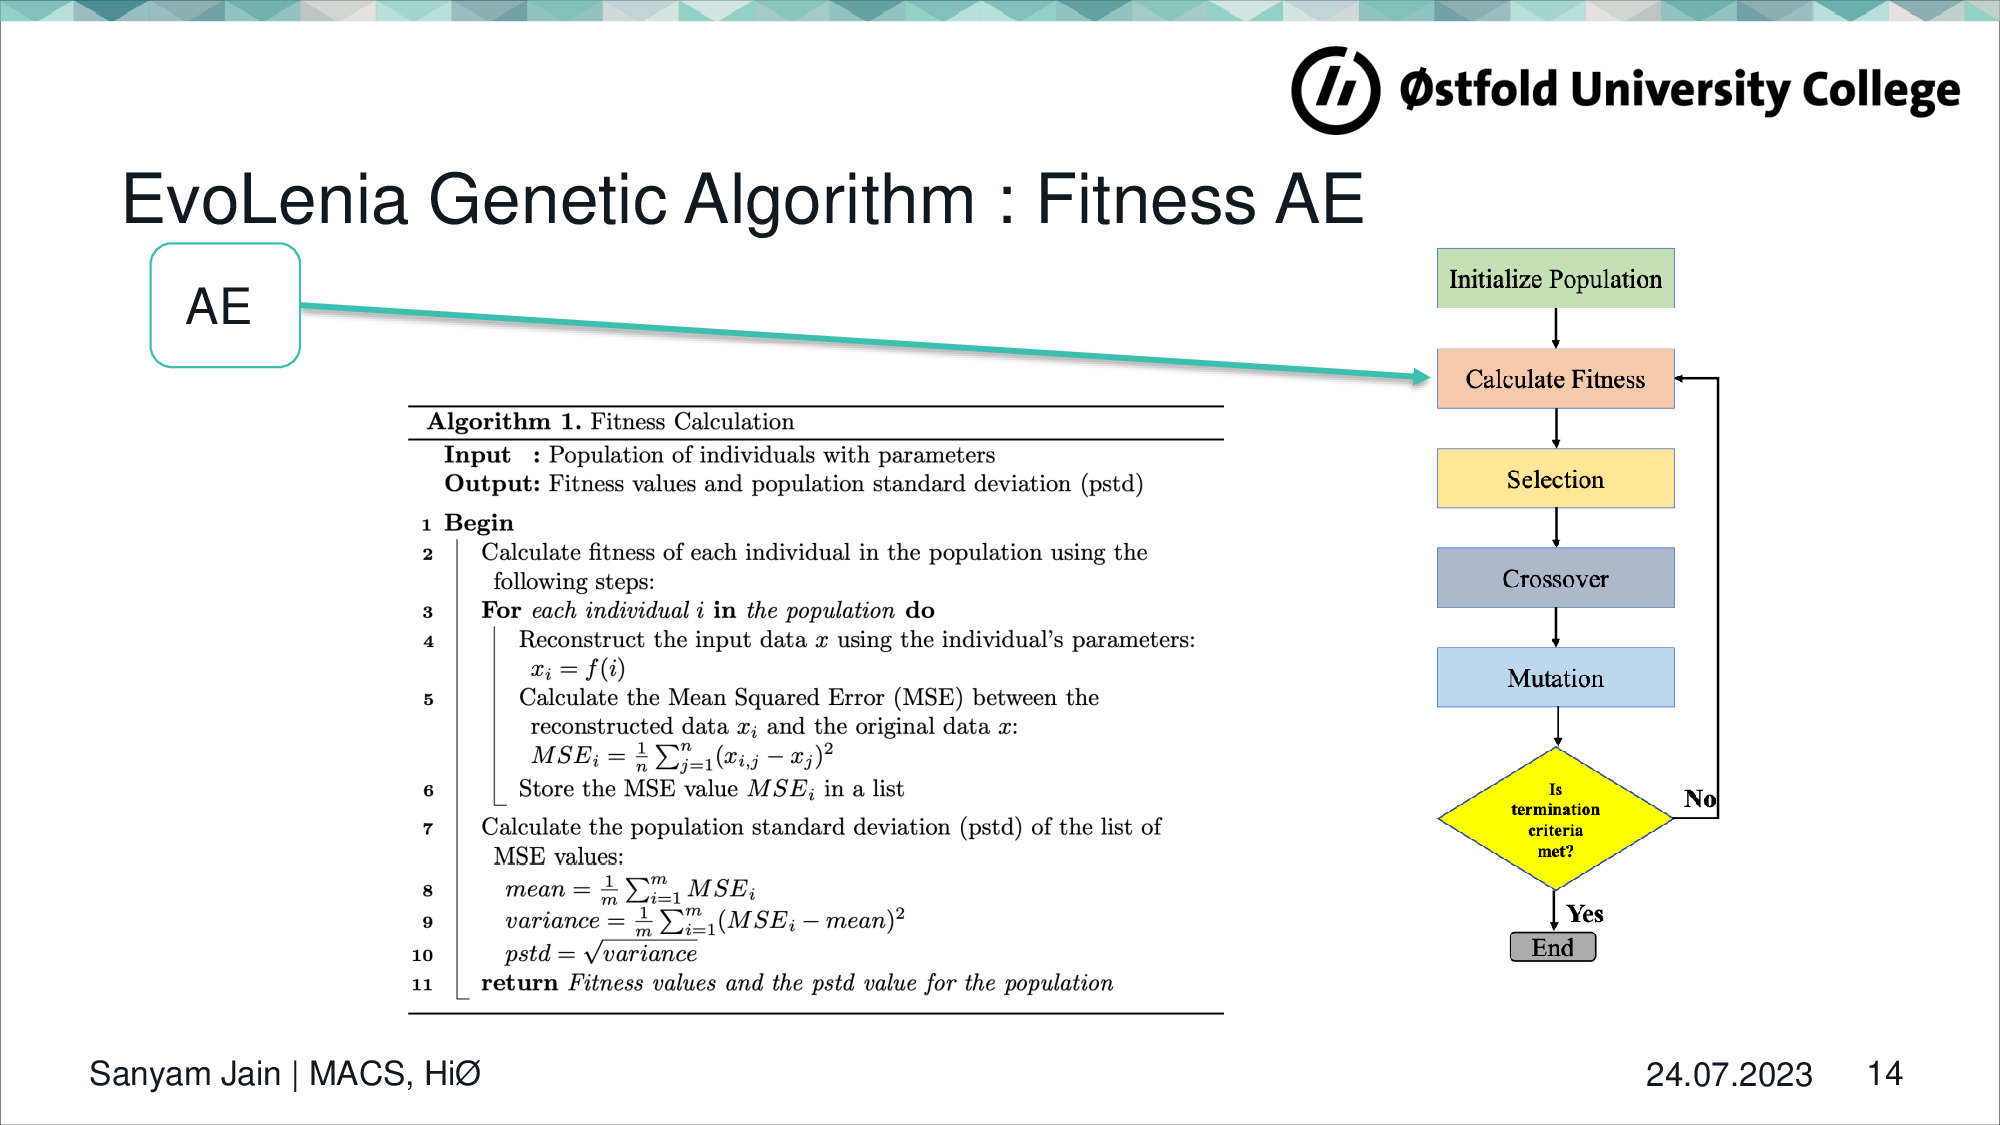 Østfold University College
EvoLenia Genetic Algorithm : Fitness AE
AE
Algorithm 1. Fitness Calculation
Input : Population of individuals with parameters
Output: Fitness values and population standard deviation (pstd)
1 Begin
2 Calculate fitness of each individual in the population using the
following steps:
3 For each individual i in the population do
4 Reconstruct the input data x using the individual's parameters:
x_i = f(i)
5 Calculate the Mean Squared Error (MSE) between the
reconstructed data x_i and the original data x:
MSE_i = \frac{1}{n} \sum_{j=1}^{n} (x_{i,j} − x_j)^2
6 Store the MSE value MSE_i in a list
7 Calculate the population standard deviation (pstd) of the list of
MSE values:
8 mean = \frac{1}{m} \sum_{i=1}^{m} MSE_i
9 variance = \frac{1}{m} \sum_{i=1}^{m} (MSE_i − mean)^2
10 pstd = \sqrt{variance}
11 return Fitness values and the pstd value for the population
Initialize Population
Calculate Fitness
Selection
Crossover
Mutation
Is
termination
criteria
met?
No
Yes
End
Sanyam Jain | MACS, HiØ
24.07.2023
14